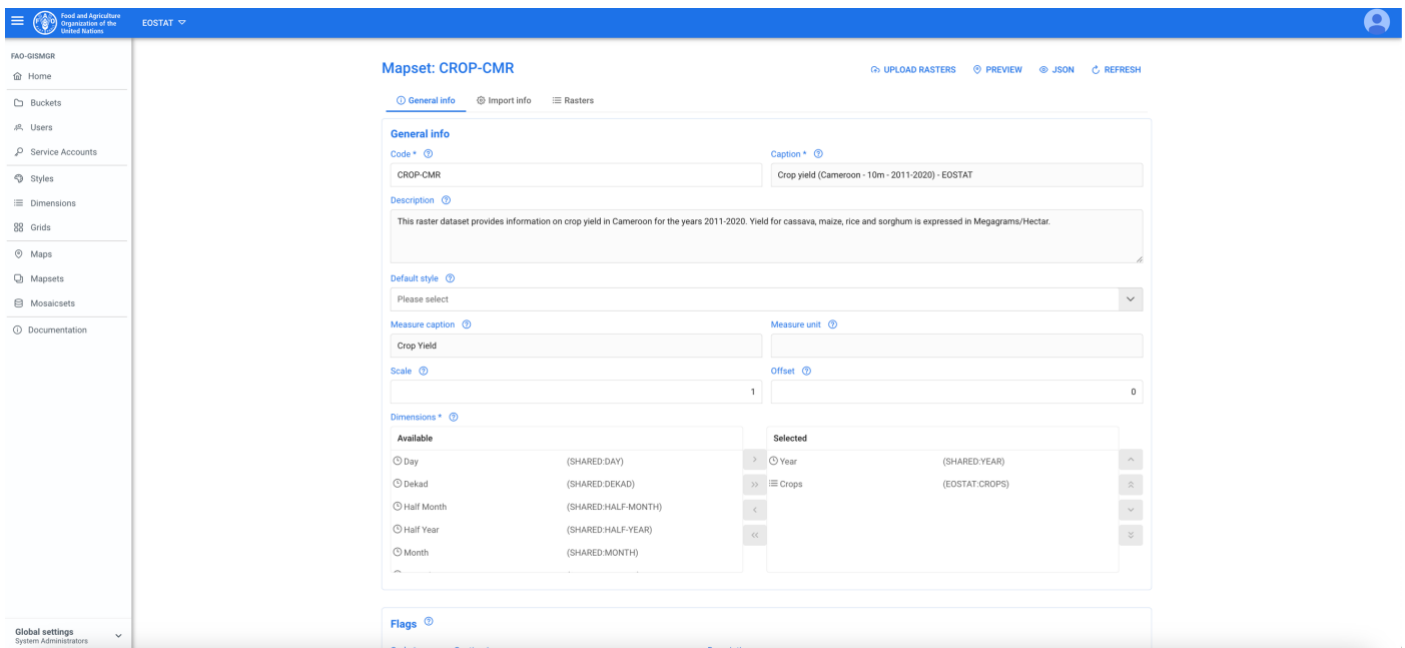 Food and Agriculture
Organization of the
United Nations
EOSTAT
FAO-GISMGR
Home
Buckets
Users
Service Accounts
Styles
Dimensions
Grids
Maps
Mapsets
Mosaicsets
Documentation
Global settings
System Administrators
Mapset: CROP-CMR
UPLOAD RASTERS PREVIEW JSON REFRESH
General info Import info Rasters
General info
Code * Caption *
CROP-CMR Crop yield (Cameroon - 10m - 2011-2020) - EOSTAT
Description
This raster dataset provides information on crop yield in Cameroon for the years 2011-2020. Yield for cassava, maize, rice and sorghum is expressed in Megagrams/Hectar.
Default style
Please select
Measure caption Measure unit
Crop Yield
Scale Offset
1 0
Dimensions *
Available Selected
Day (SHARED:DAY) Year (SHARED:YEAR)
Dekad (SHARED:DEKAD) Crops (EOSTAT:CROPS)
Half Month (SHARED:HALF-MONTH)
Half Year (SHARED:HALF-YEAR)
Month (SHARED:MONTH)
Flags